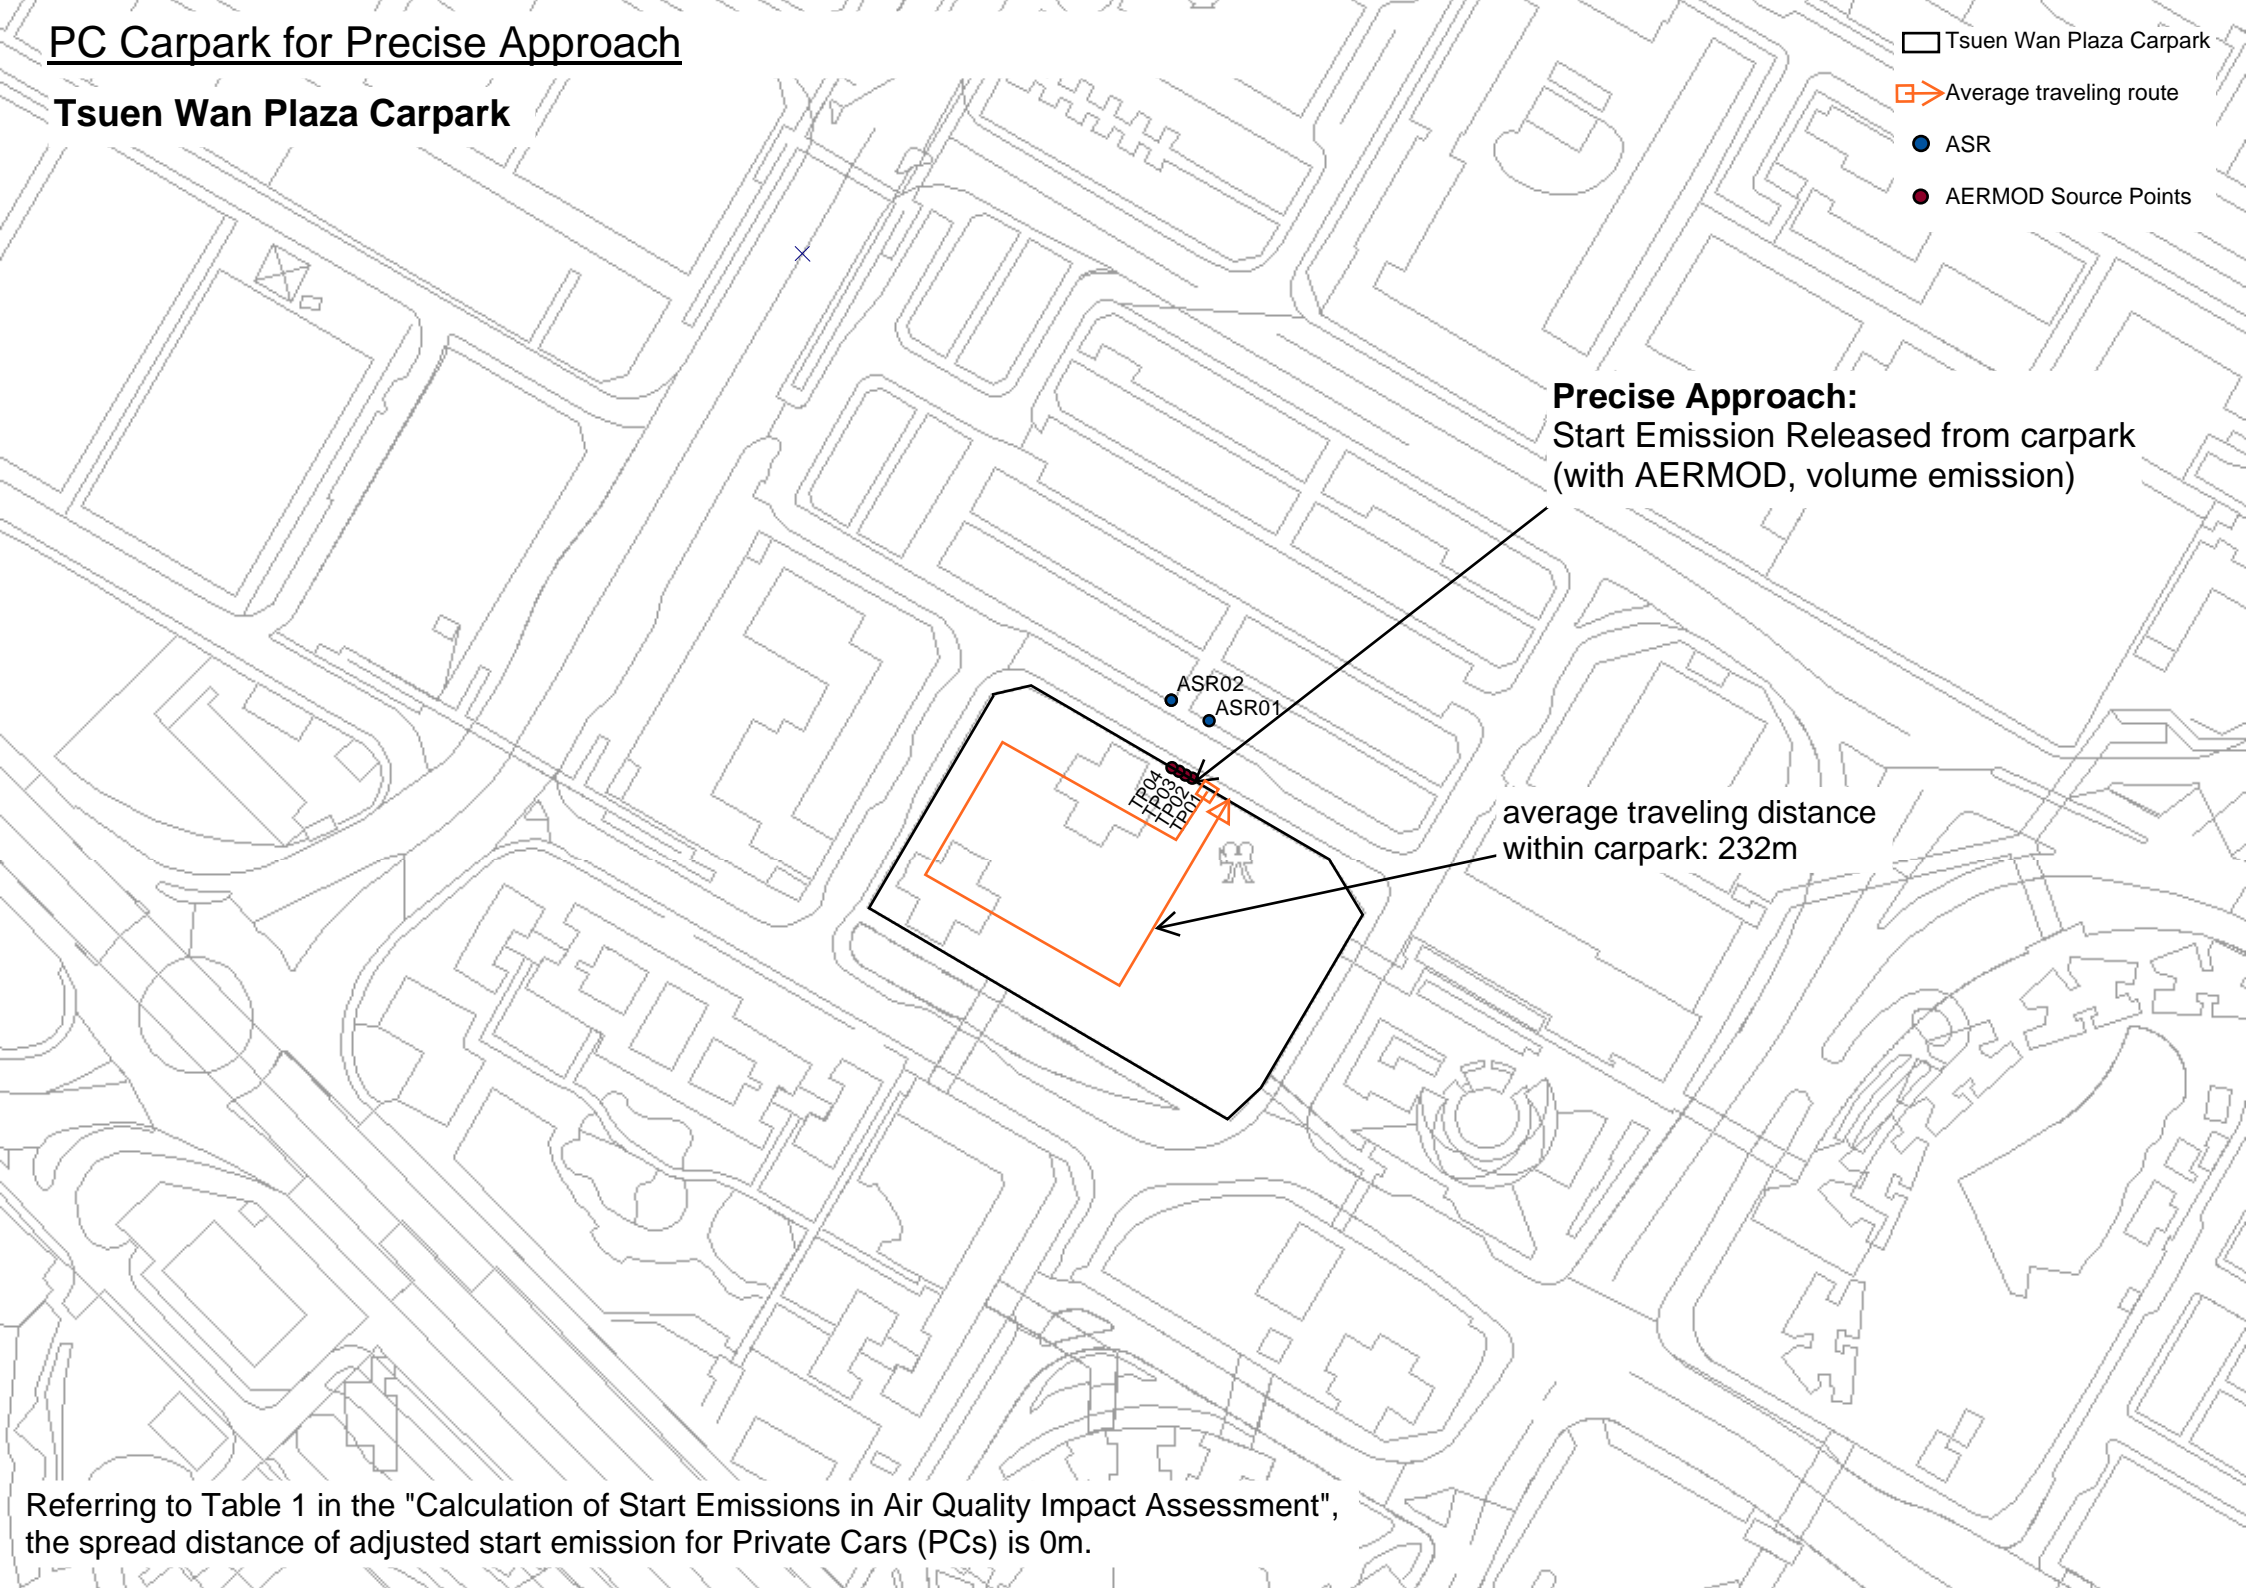 PC Carpark for Precise Approach
Tsuen Wan Plaza Carpark
Tsuen Wan Plaza Carpark
Average traveling route
ASR
AERMOD Source Points
Precise Approach:
Start Emission Released from carpark
(with AERMOD, volume emission)
ASR02
ASR01
TP04
TP03
TP02
TP01
average traveling distance
within carpark: 232m
Referring to Table 1 in the "Calculation of Start Emissions in Air Quality Impact Assessment",
the spread distance of adjusted start emission for Private Cars (PCs) is 0m.